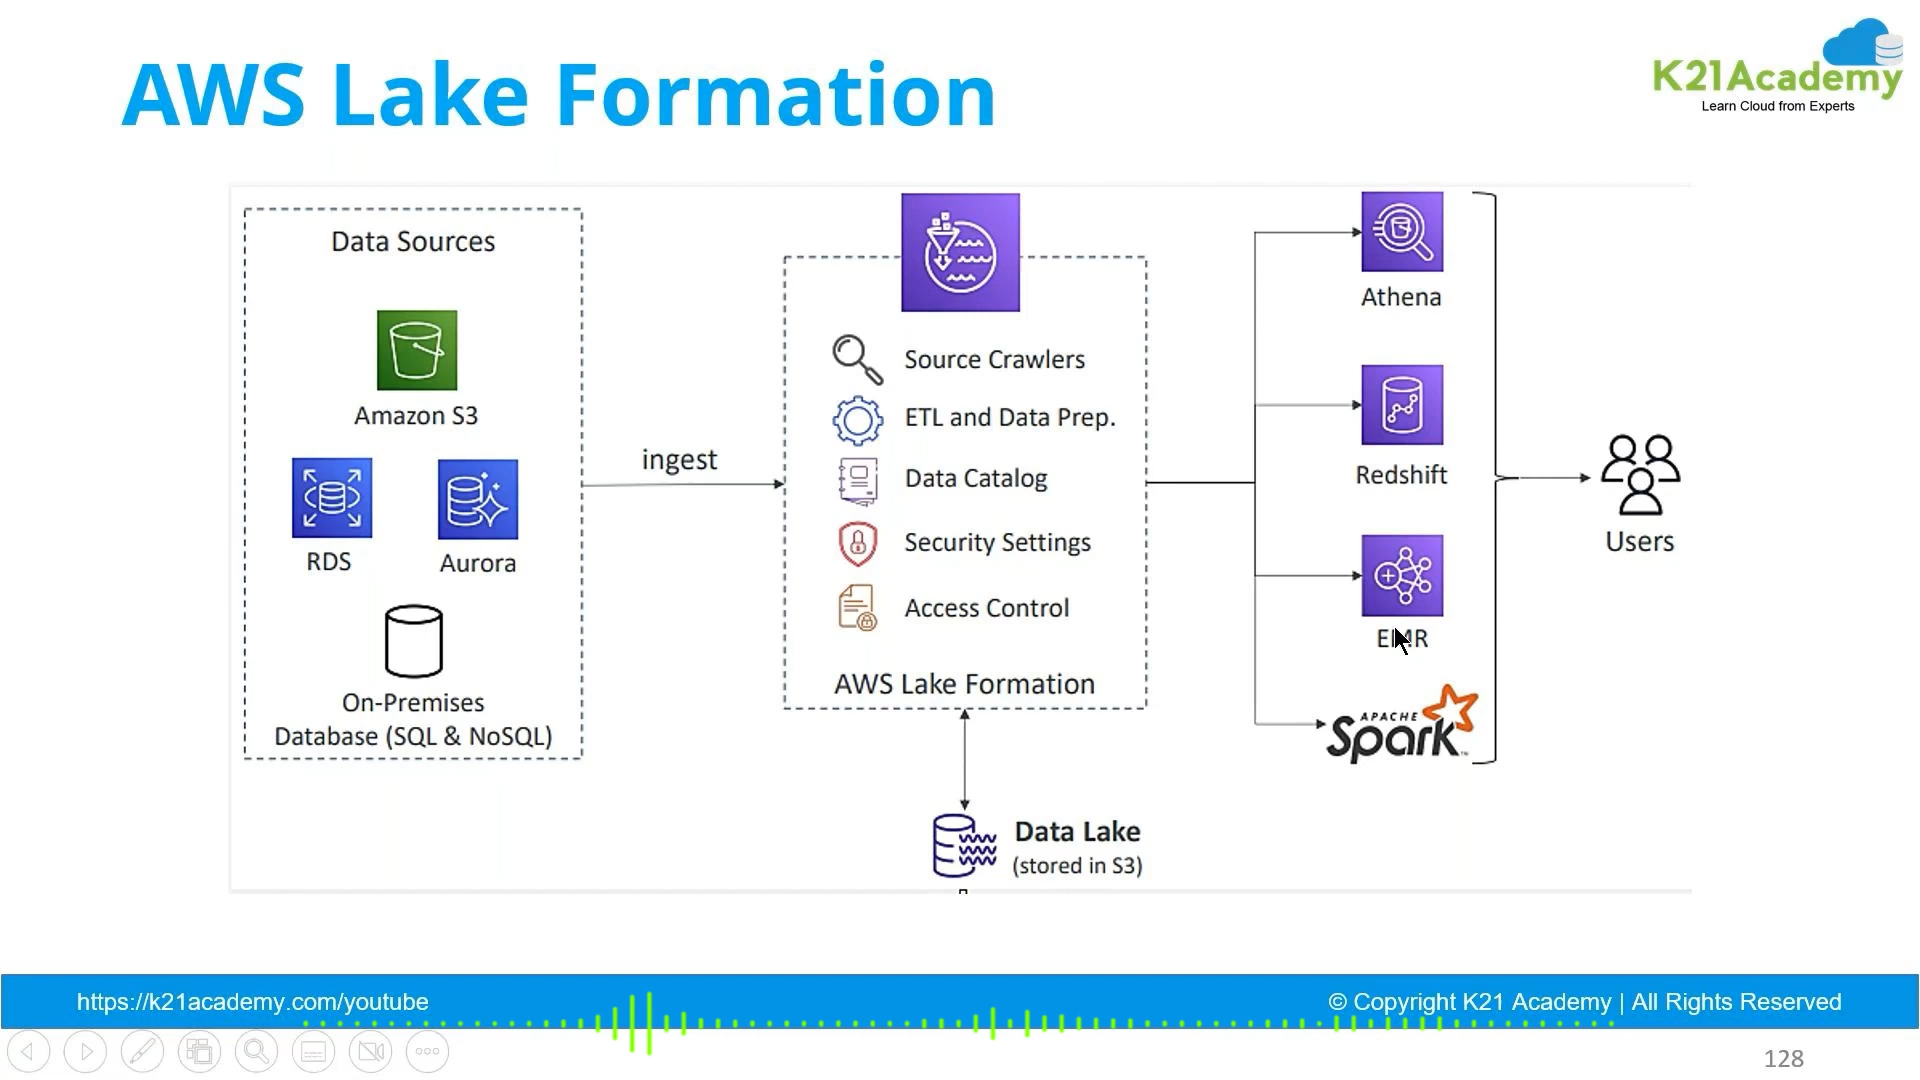 AWS Lake Formation
K21Academy
Learn Cloud from Experts
Data Sources
Amazon S3
RDS
Aurora
On-Premises
Database (SQL & NoSQL)
ingest
Source Crawlers
ETL and Data Prep.
Data Catalog
Security Settings
Access Control
AWS Lake Formation
Data Lake
(stored in S3)
Athena
Redshift
EMR
APACHE
Spark™
Users
https://k21academy.com/youtube
© Copyright K21 Academy | All Rights Reserved
128